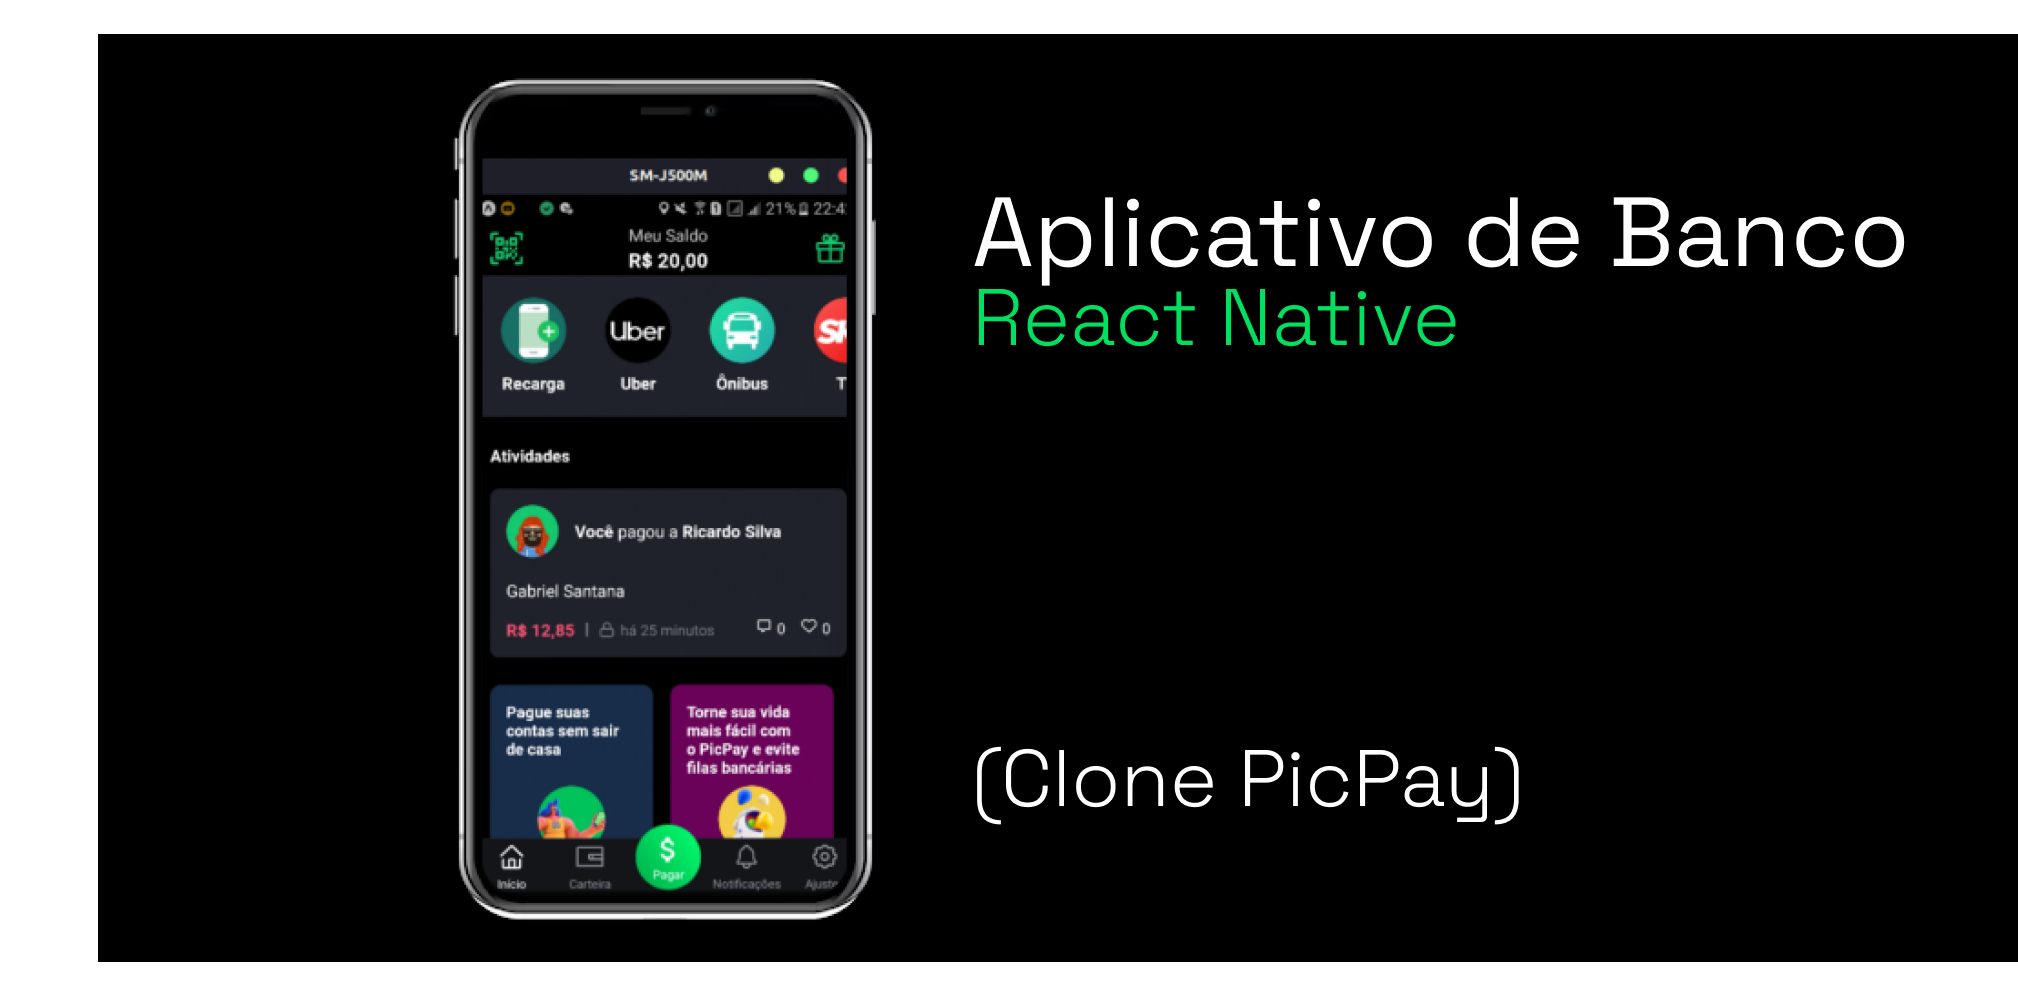 SM-J500M
21% 22:4
Meu Saldo
R$ 20,00
Uber
Recarga
Uber
Ônibus
T
Atividades
Você pagou a Ricardo Silva
Gabriel Santana
R$ 12,85 | há 25 minutos 0 0
Pague suas
contas sem sair
de casa
Torne sua vida
mais fácil com
o PicPay e evite
filas bancárias
$
Início
Carteira
Pagar
Notificações
Ajuste
Aplicativo de Banco
React Native
(Clone PicPay)